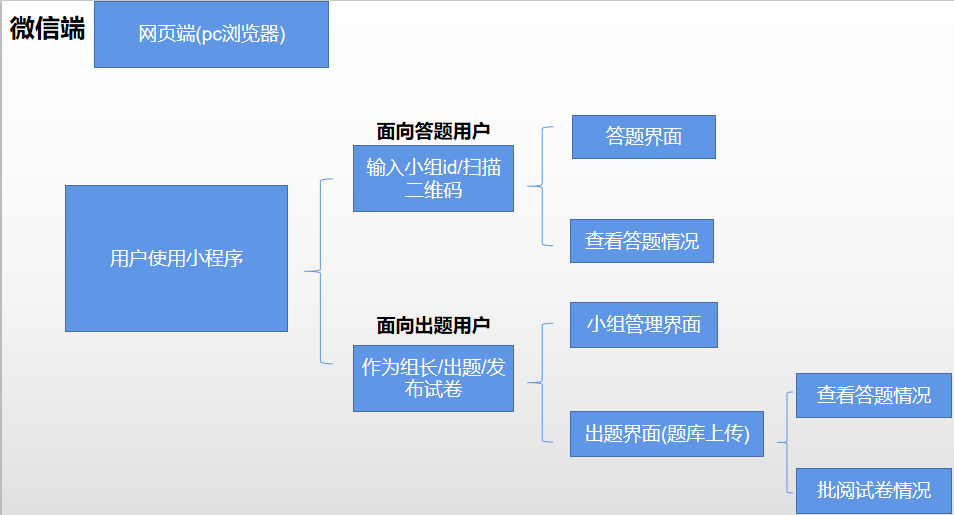 微信端
网页端(pc浏览器)
面向答题用户
答题界面
输入小组id/扫描
二维码
查看答题情况
用户使用小程序
小组管理界面
面向出题用户
作为组长/出题/发
布试卷
查看答题情况
出题界面(题库上传)
批阅试卷情况